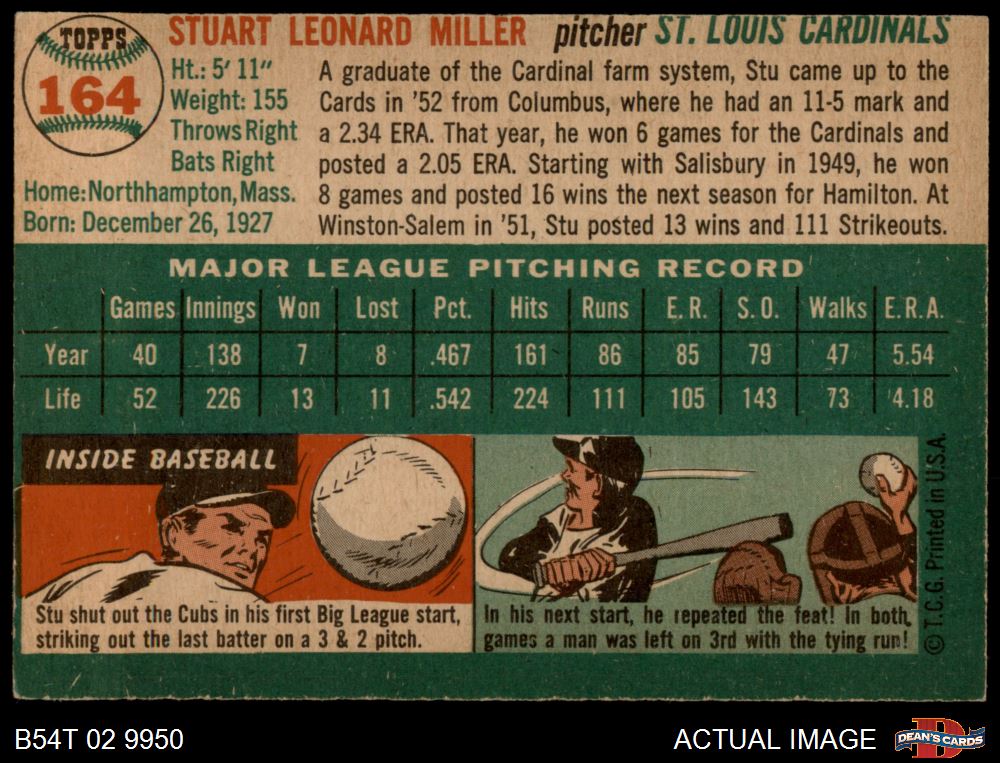 TOPPS
164
STUART LEONARD MILLER pitcher ST. LOUIS CARDINALS
Ht.: 5' 11"
Weight: 155
Throws Right
Bats Right
Home: Northhampton, Mass.
Born: December 26, 1927
A graduate of the Cardinal farm system, Stu came up to the
Cards in '52 from Columbus, where he had an 11-5 mark and
a 2.34 ERA. That year, he won 6 games for the Cardinals and
posted a 2.05 ERA. Starting with Salisbury in 1949, he won
8 games and posted 16 wins the next season for Hamilton. At
Winston-Salem in '51, Stu posted 13 wins and 111 Strikeouts.
MAJOR LEAGUE PITCHING RECORD
Games Innings Won Lost Pct. Hits Runs E. R. S. O. Walks E.R.A.
Year 40 138 7 8 .467 161 86 85 79 47 5.54
Life 52 226 13 11 .542 224 111 105 143 73 4.18
INSIDE BASEBALL
Stu shut out the Cubs in his first Big League start,
striking out the last batter on a 3 & 2 pitch.
In his next start, he repeated the feat! In both
games a man was left on 3rd with the tying run!
© T.C.G. Printed in U.S.A.
B54T 02 9950
ACTUAL IMAGE
DEAN'S CARDS